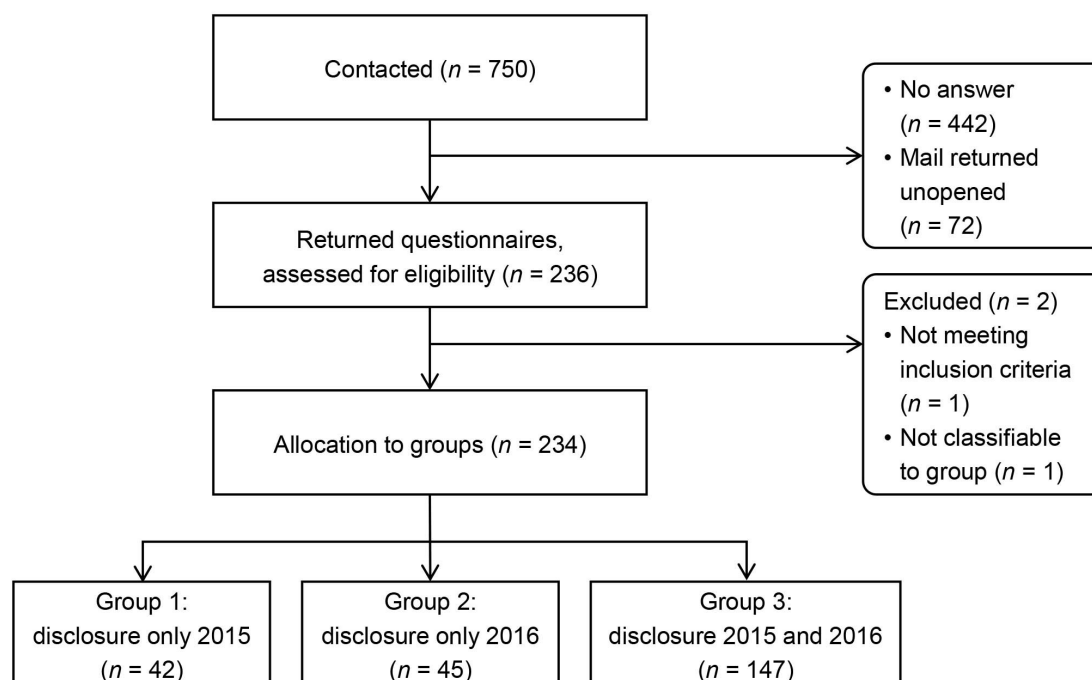 Contacted (n = 750)
• No answer
(n = 442)
• Mail returned
unopened
(n = 72)
Returned questionnaires,
assessed for eligibility (n = 236)
Excluded (n = 2)
• Not meeting
inclusion criteria
(n = 1)
• Not classifiable
to group (n = 1)
Allocation to groups (n = 234)
Group 1:
disclosure only 2015
(n = 42)
Group 2:
disclosure only 2016
(n = 45)
Group 3:
disclosure 2015 and 2016
(n = 147)